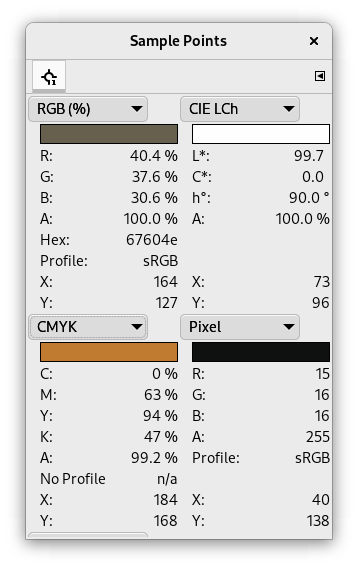 Sample Points ×
1
RGB (%) CIE LCh
R: 40.4 % L*: 99.7
G: 37.6 % C*: 0.0
B: 30.6 % h°: 90.0 °
A: 100.0 % A: 100.0 %
Hex: 67604e
Profile: sRGB
X: 164 X: 73
Y: 127 Y: 96
CMYK Pixel
C: 0 % R: 15
M: 63 % G: 16
Y: 94 % B: 16
K: 47 % A: 255
A: 99.2 % Profile: sRGB
No Profile n/a
X: 184 X: 40
Y: 168 Y: 138